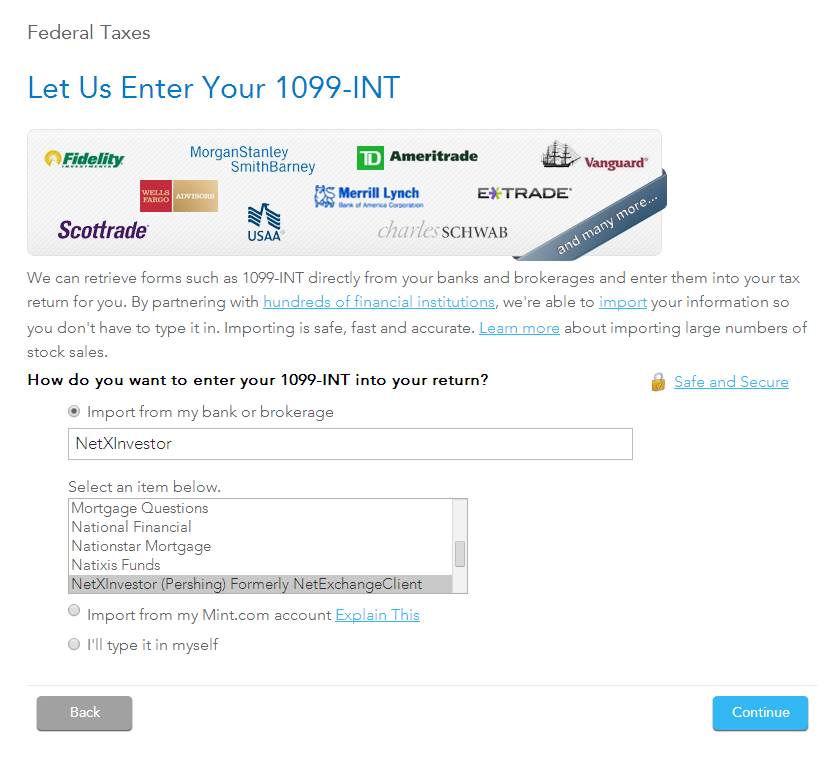 Federal Taxes
Let Us Enter Your 1099-INT
Fidelity
INVESTMENTS
MorganStanley
SmithBarney
TD Ameritrade
Vanguard®
WELLS
FARGO
ADVISORS
Merrill Lynch
Bank of America Corporation
E*TRADE®
Scottrade®
USAA®
charles SCHWAB
and many more...
We can retrieve forms such as 1099-INT directly from your banks and brokerages and enter them into your tax
return for you. By partnering with hundreds of financial institutions, we're able to import your information so
you don't have to type it in. Importing is safe, fast and accurate. Learn more about importing large numbers of
stock sales.
How do you want to enter your 1099-INT into your return?
Safe and Secure
Import from my bank or brokerage
NetXInvestor
Select an item below.
Mortgage Questions
National Financial
Nationstar Mortgage
Natixis Funds
NetXInvestor (Pershing) Formerly NetExchangeClient
Import from my Mint.com account Explain This
I'll type it in myself
Back
Continue